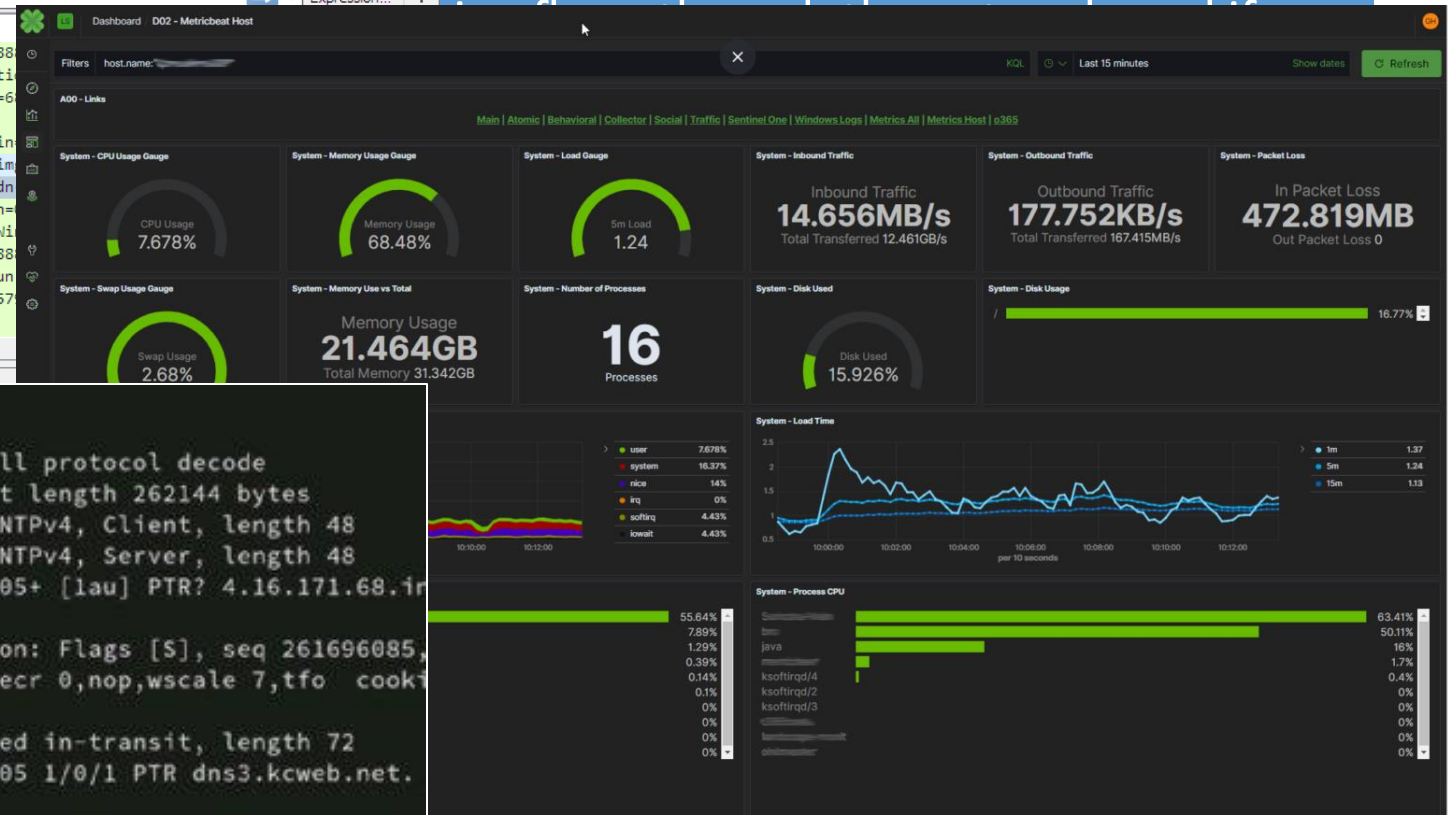 LS Dashboard D02 - Metricbeat Host GH
Filters host.name: KQL Last 15 minutes Show dates Refresh
A00 - Links
Main | Atomic | Behavioral | Collector | Social | Traffic | Sentinel One | Windows Logs | Metrics All | Metrics Host | o365
System - CPU Usage Gauge
CPU Usage
7.678%
System - Memory Usage Gauge
Memory Usage
68.48%
System - Load Gauge
5m Load
1.24
System - Inbound Traffic
Inbound Traffic
14.656MB/s
Total Transferred 12.461GB/s
System - Outbound Traffic
Outbound Traffic
177.752KB/s
Total Transferred 167.415MB/s
System - Packet Loss
In Packet Loss
472.819MB
Out Packet Loss 0
System - Swap Usage Gauge
Swap Usage
2.68%
System - Memory Use vs Total
Memory Usage
21.464GB
Total Memory 31.342GB
System - Number of Processes
16
Processes
System - Disk Used
Disk Used
15.926%
System - Disk Usage
/ 16.77%
user 7.678%
system 16.37%
nice 14%
irq 0%
softirq 4.43%
iowait 4.43%
10:10:00 10:12:00
System - Load Time
2.5
2
1.5
1
0.5
10:00:00 10:02:00 10:04:00 10:06:00 10:08:00 10:10:00 10:12:00
per 10 seconds
1m 1.37
5m 1.24
15m 1.13
55.64%
7.89%
1.29%
0.39%
0.14%
0.1%
0%
0%
0%
0%
System - Process CPU
63.41%
50.11%
java 16%
1.7%
ksoftirqd/4 0.4%
ksoftirqd/2 0%
ksoftirqd/3 0%
0%
0%
0%
ll protocol decode
t length 262144 bytes
NTPv4, Client, length 48
NTPv4, Server, length 48
05+ [1au] PTR? 4.16.171.68.in
on: Flags [S], seq 261696085,
ecr 0,nop,wscale 7,tfo cooki
ed in-transit, length 72
05 1/0/1 PTR dns3.kcweb.net.